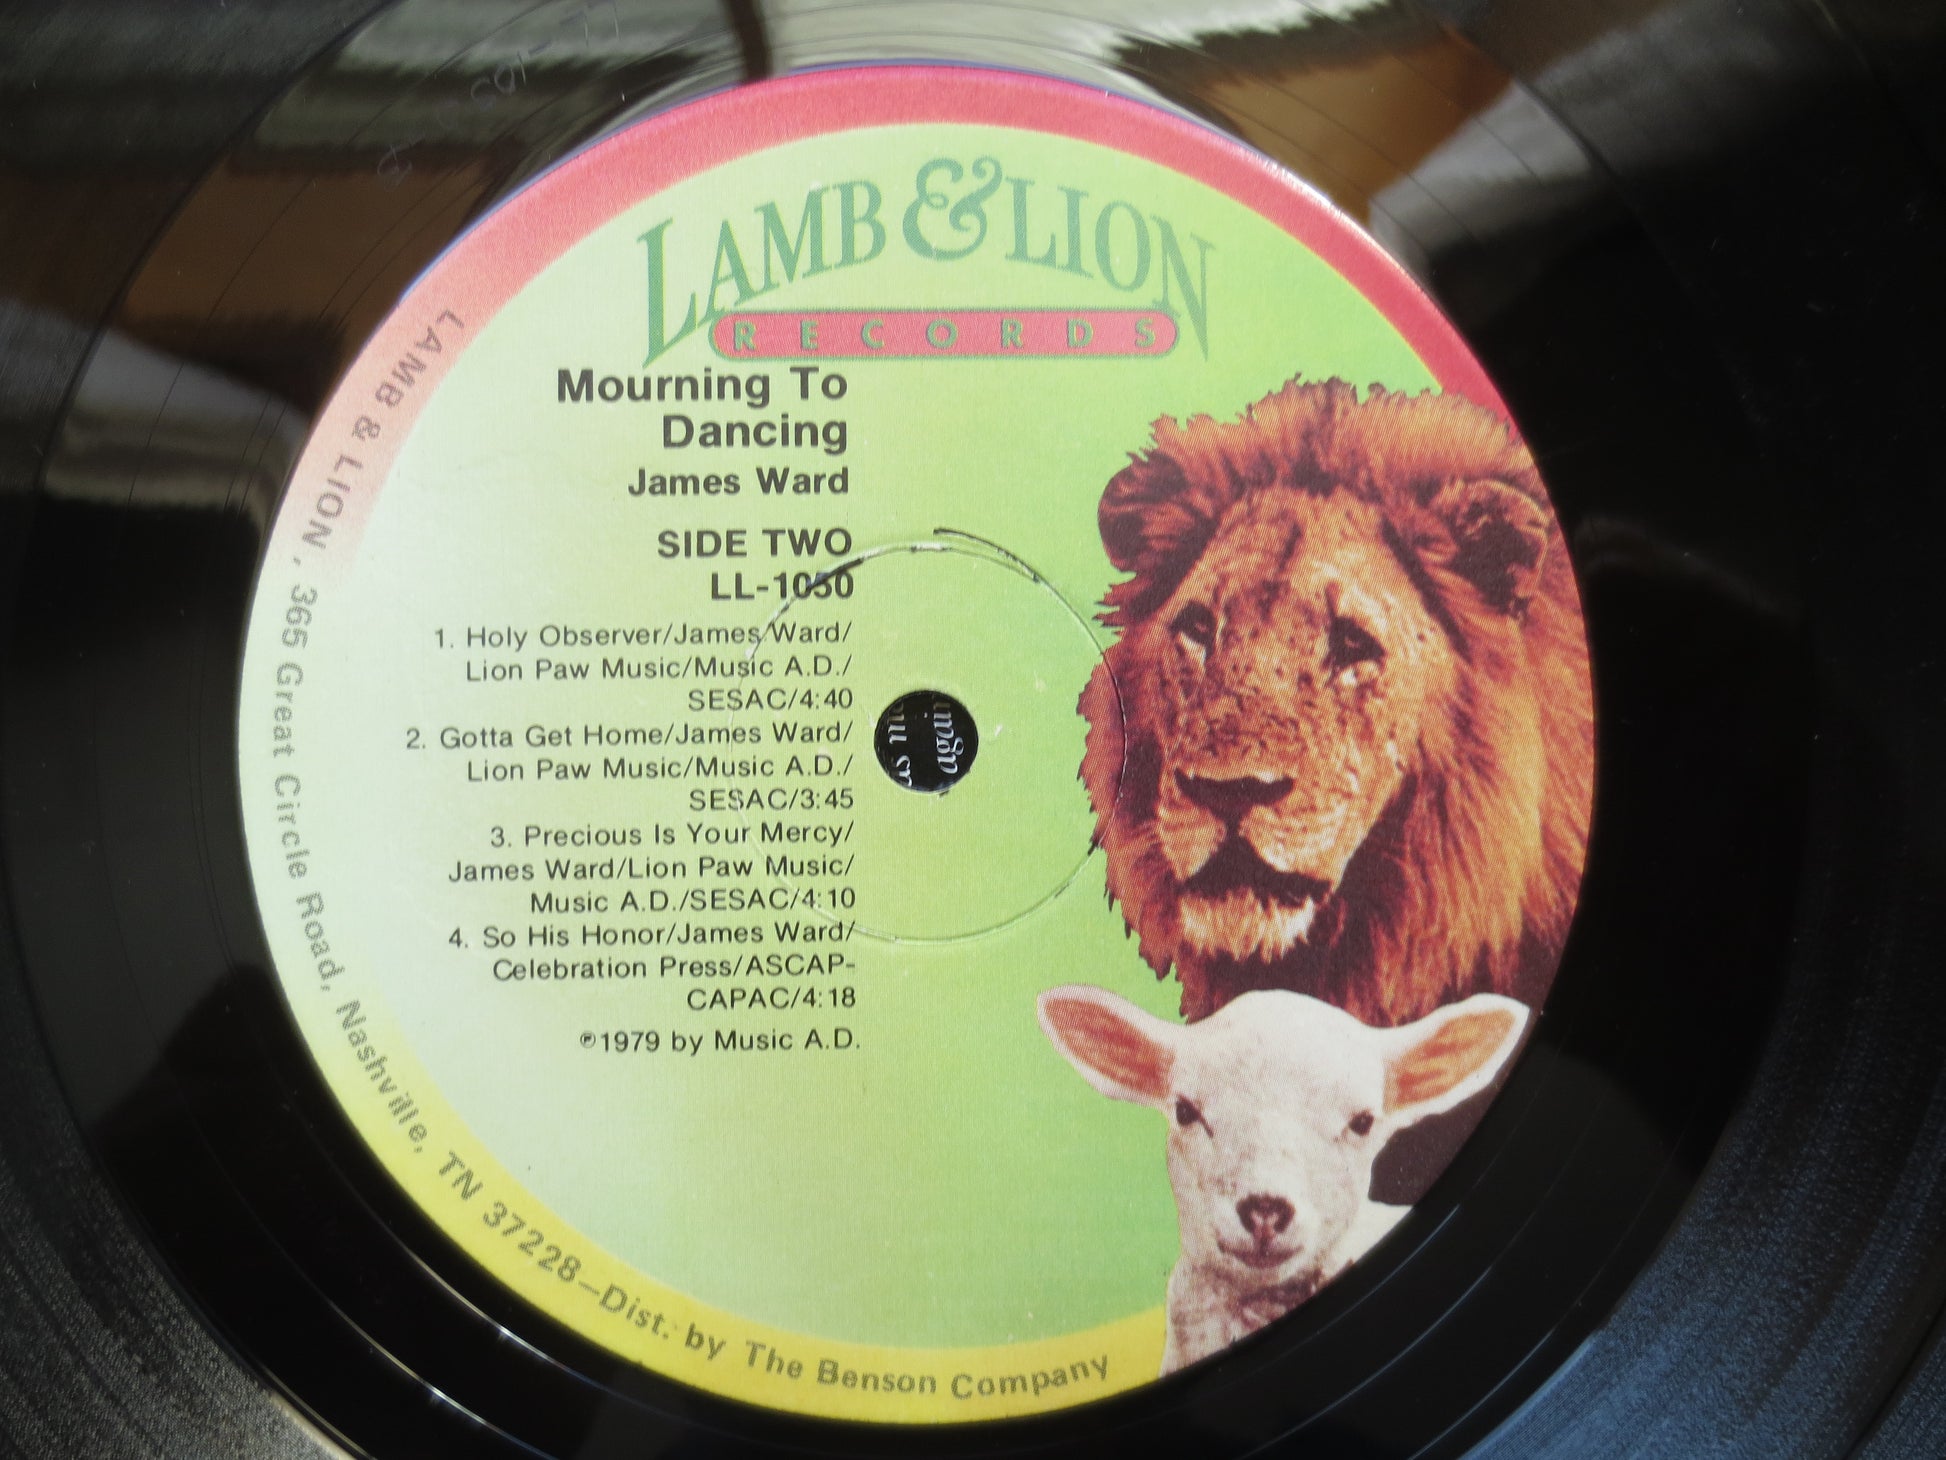 LAMB & LION
RECORDS
Mourning To
Dancing
James Ward
SIDE TWO
LL-1050
1. Holy Observer/James Ward/
Lion Paw Music/Music A.D./
SESAC/4:40
2. Gotta Get Home/James Ward/
Lion Paw Music/Music A.D./
SESAC/3:45
3. Precious Is Your Mercy/
James Ward/Lion Paw Music/
Music A.D./SESAC/4:10
4. So His Honor/James Ward/
Celebration Press/ASCAP-
CAPAC/4:18
℗1979 by Music A.D.
LAMB & LION, 365 Great Circle Road, Nashville, TN 37228—Dist. by The Benson Company
as
again